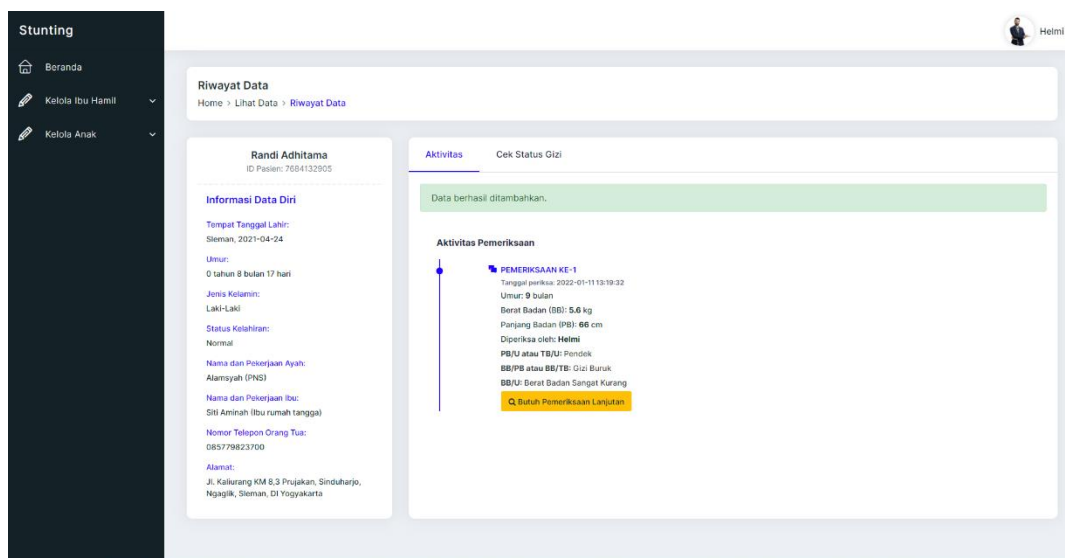 Stunting
Helmi
Beranda
Kelola Ibu Hamil
Kelola Anak
Riwayat Data
Home > Lihat Data > Riwayat Data
Randi Adhitama
ID Pasien: 7684132905
Informasi Data Diri
Tempat Tanggal Lahir:
Sleman, 2021-04-24
Umur:
0 tahun 8 bulan 17 hari
Jenis Kelamin:
Laki-Laki
Status Kelahiran:
Normal
Nama dan Pekerjaan Ayah:
Alamsyah (PNS)
Nama dan Pekerjaan Ibu:
Siti Aminah (Ibu rumah tangga)
Nomor Telepon Orang Tua:
085779823700
Alamat:
Jl. Kaliurang KM 8,3 Prujakan, Sinduharjo,
Ngaglik, Sleman, DI Yogyakarta
Aktivitas
Cek Status Gizi
Data berhasil ditambahkan.
Aktivitas Pemeriksaan
PEMERIKSAAN KE-1
Tanggal periksa: 2022-01-11 13:19:32
Umur: 9 bulan
Berat Badan (BB): 5.6 kg
Panjang Badan (PB): 66 cm
Diperiksa oleh: Helmi
PB/U atau TB/U: Pendek
BB/PB atau BB/TB: Gizi Buruk
BB/U: Berat Badan Sangat Kurang
Butuh Pemeriksaan Lanjutan